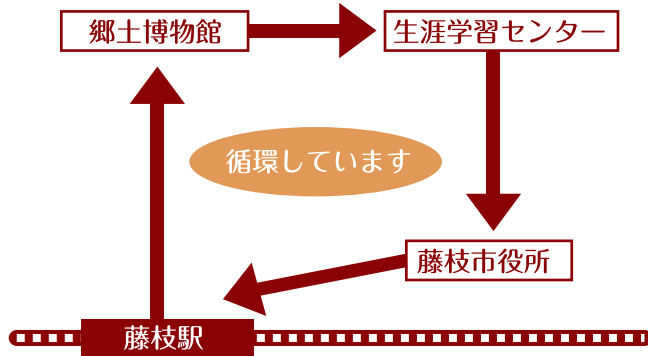 郷土博物館
生涯学習センター
循環しています
藤枝市役所
藤枝駅